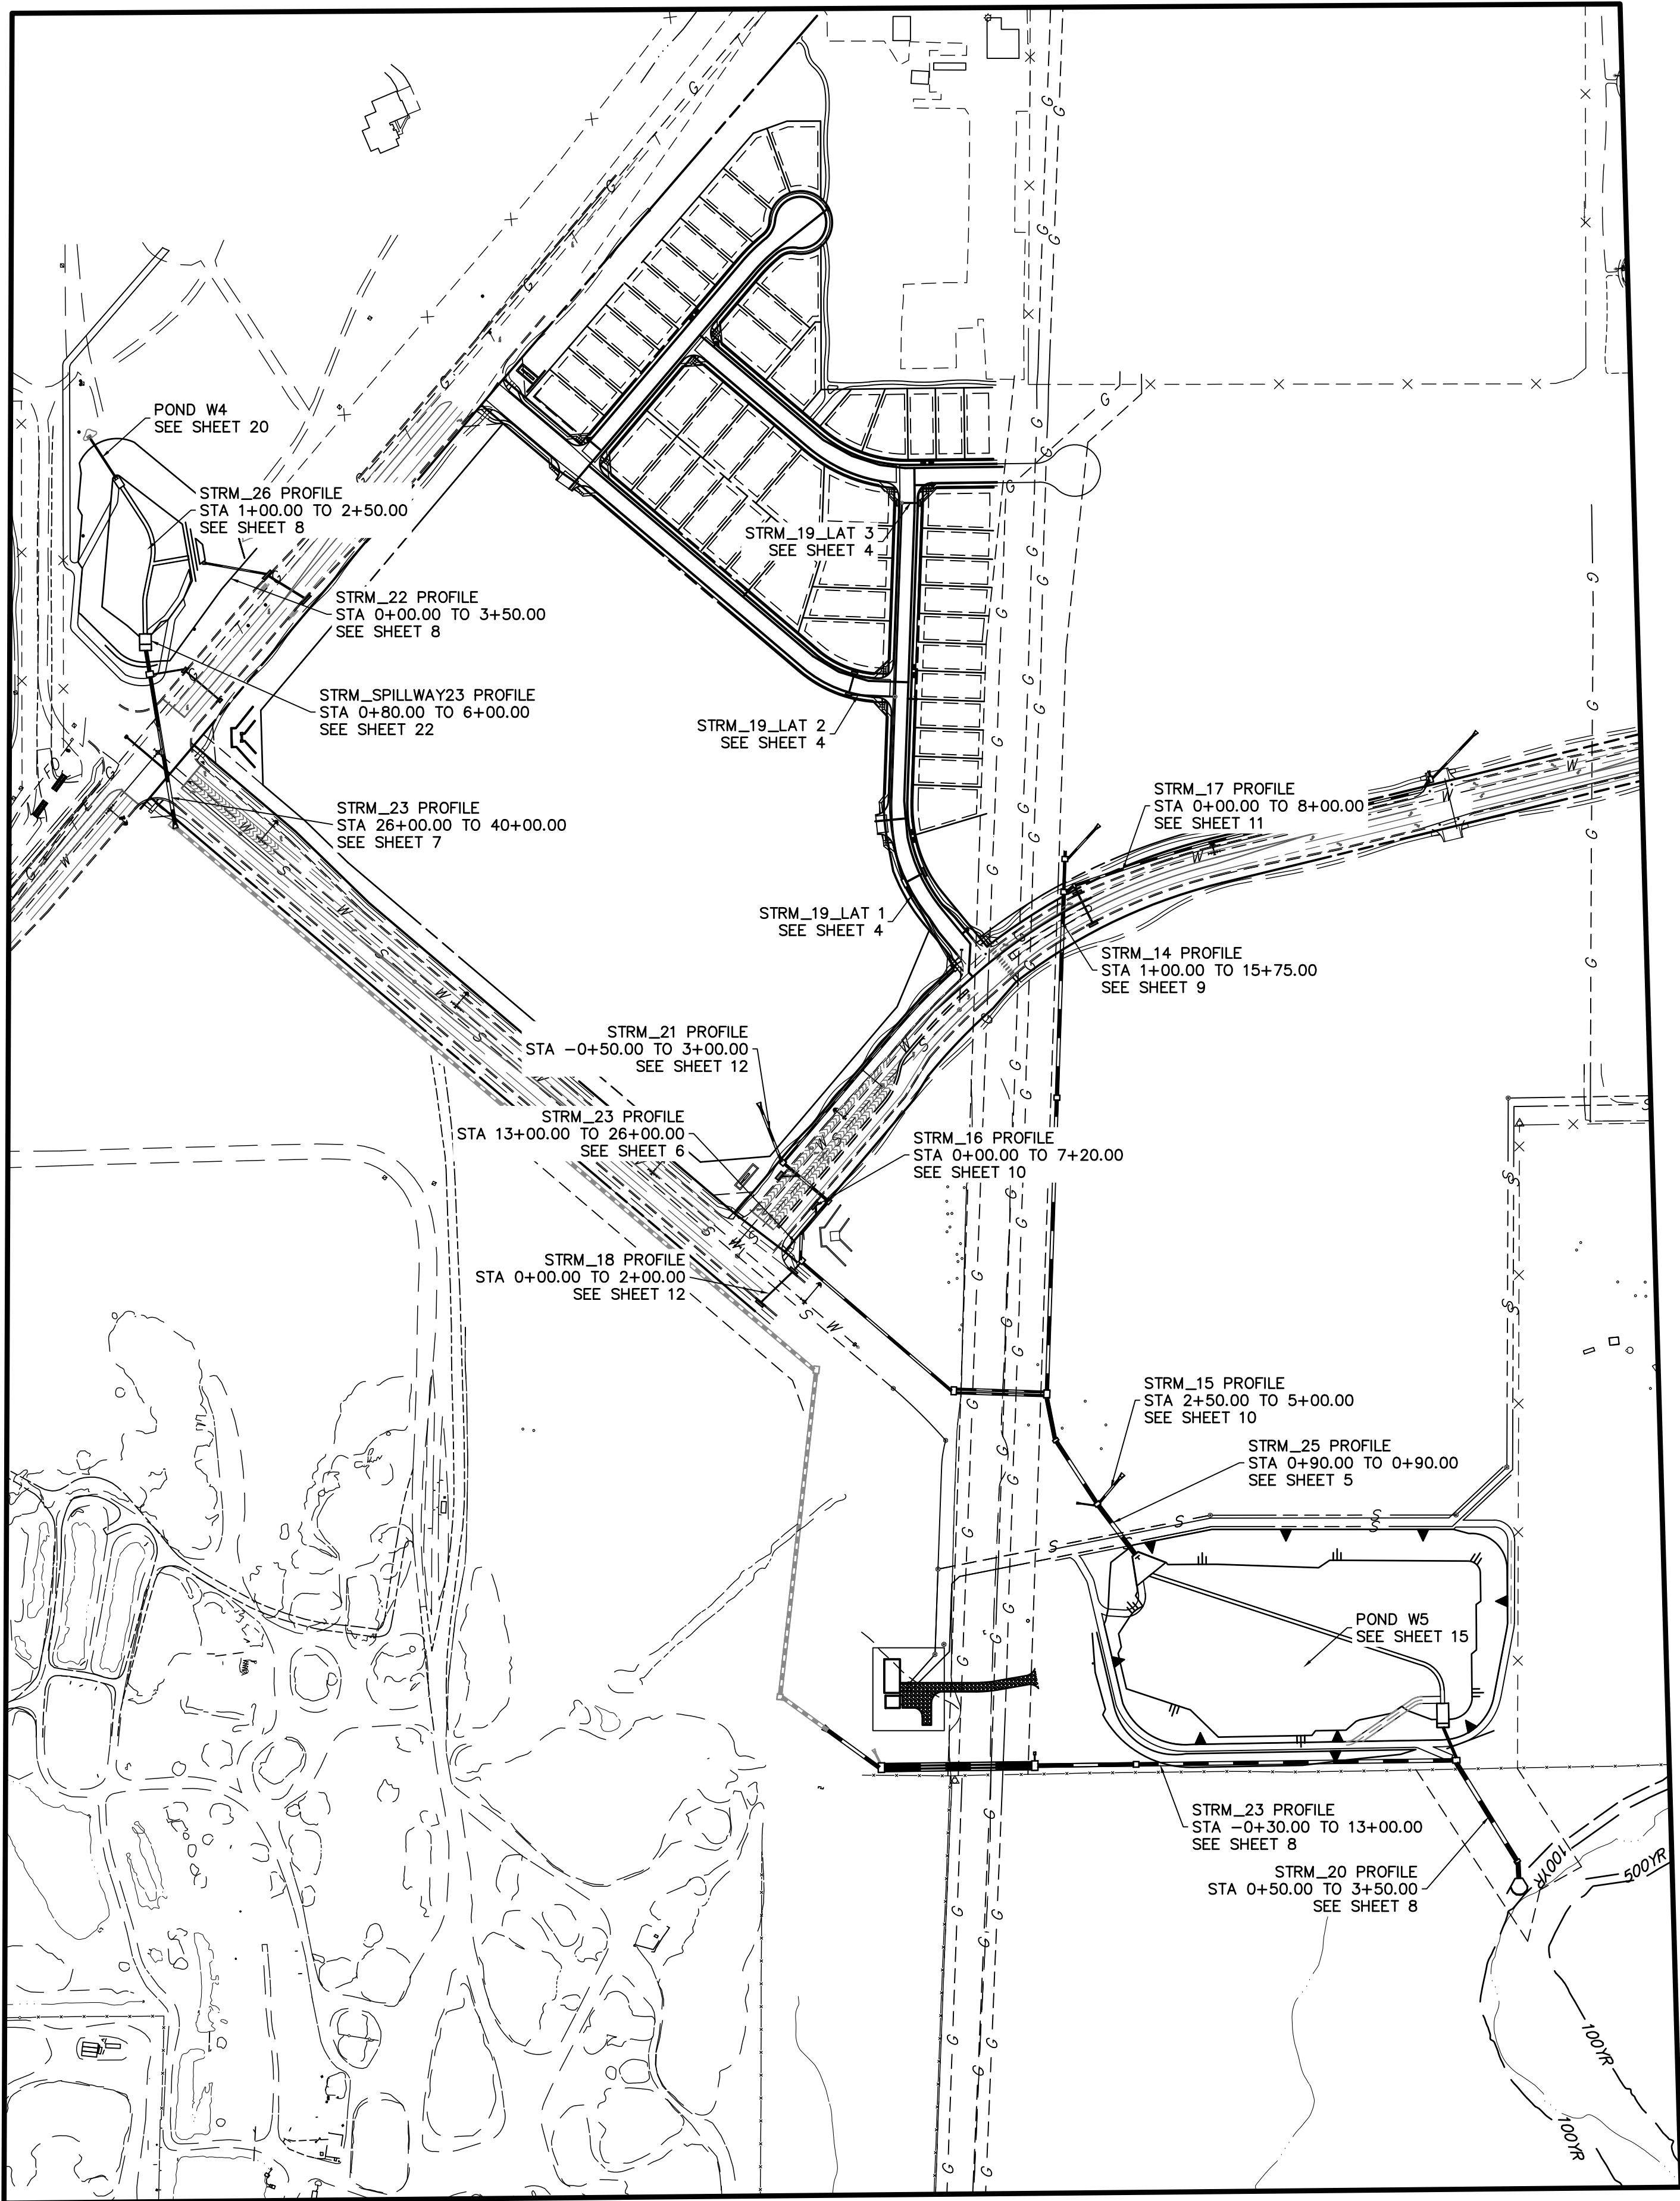 POND W4
SEE SHEET 20
STRM_26 PROFILE
STA 1+00.00 TO 2+50.00
SEE SHEET 8
STRM_22 PROFILE
STA 0+00.00 TO 3+50.00
SEE SHEET 8
STRM_SPILLWAY23 PROFILE
STA 0+80.00 TO 6+00.00
SEE SHEET 22
STRM_23 PROFILE
STA 26+00.00 TO 40+00.00
SEE SHEET 7
STRM_19_LAT 3
SEE SHEET 4
STRM_19_LAT 2
SEE SHEET 4
STRM_17 PROFILE
STA 0+00.00 TO 8+00.00
SEE SHEET 11
STRM_19_LAT 1
SEE SHEET 4
STRM_14 PROFILE
STA 1+00.00 TO 15+75.00
SEE SHEET 9
STRM_21 PROFILE
STA -0+50.00 TO 3+00.00
SEE SHEET 12
STRM_23 PROFILE
STA 13+00.00 TO 26+00.00
SEE SHEET 6
STRM_16 PROFILE
STA 0+00.00 TO 7+20.00
SEE SHEET 10
STRM_18 PROFILE
STA 0+00.00 TO 2+00.00
SEE SHEET 12
STRM_15 PROFILE
STA 2+50.00 TO 5+00.00
SEE SHEET 10
STRM_25 PROFILE
STA 0+90.00 TO 0+90.00
SEE SHEET 5
POND W5
SEE SHEET 15
STRM_23 PROFILE
STA -0+30.00 TO 13+00.00
SEE SHEET 8
STRM_20 PROFILE
STA 0+50.00 TO 3+50.00
SEE SHEET 8
100YR
500YR
100YR
100YR